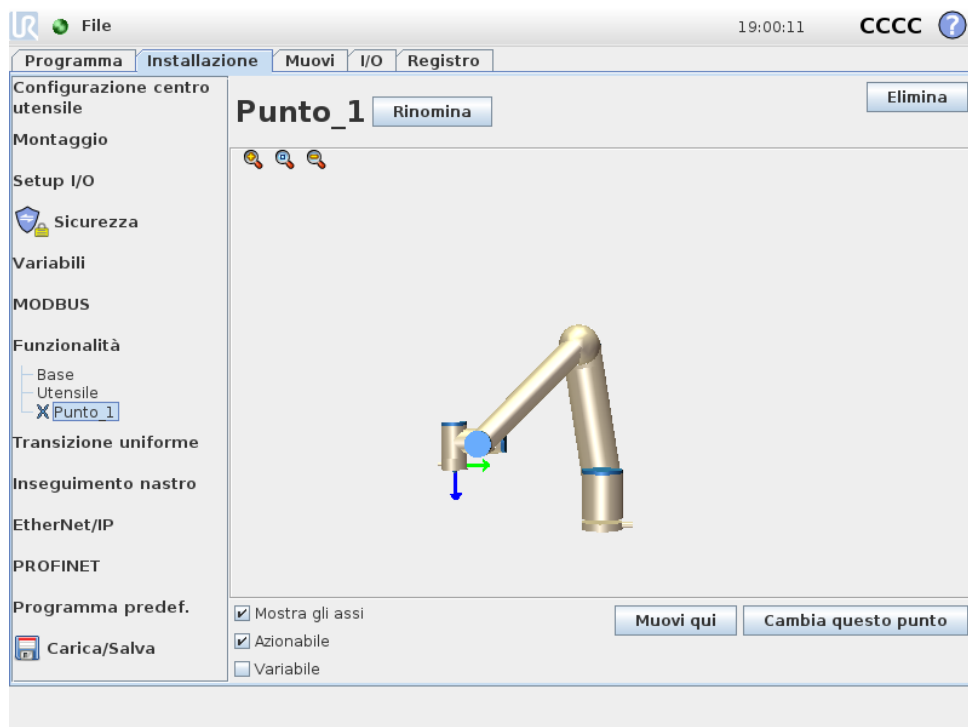 UR File 19:00:11 CCCC ?
Programma Installazione Muovi I/O Registro
Configurazione centro
utensile
Punto_1 Rinomina Elimina
Montaggio
Setup I/O
Sicurezza
Variabili
MODBUS
Funzionalità
Base
Utensile
Punto_1
Transizione uniforme
Inseguimento nastro
EtherNet/IP
PROFINET
Programma predef.
Carica/Salva
Mostra gli assi
Azionabile
Variabile
Muovi qui Cambia questo punto